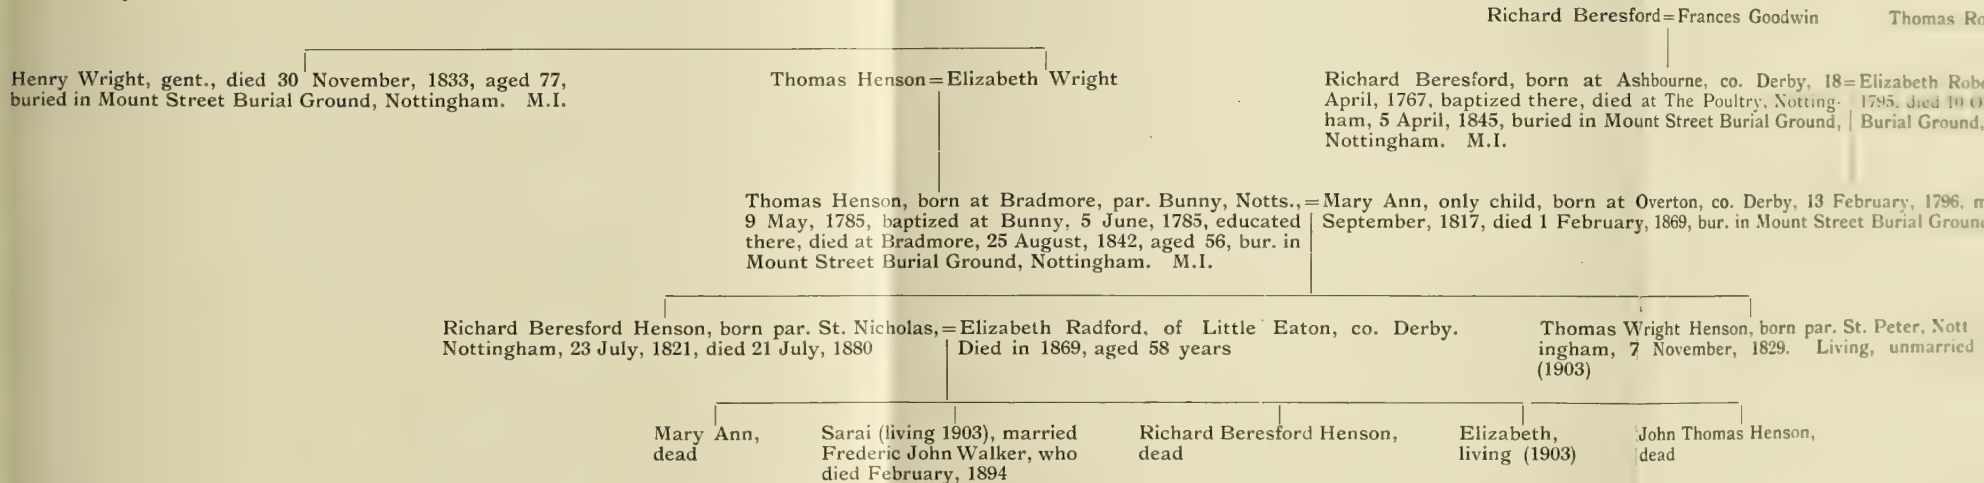 Richard Beresford=Frances Goodwin
Thomas
Henry Wright, gent., died 30 November, 1833, aged 77,
buried in Mount Street Burial Ground, Nottingham. M.I.
Thomas Henson=Elizabeth Wright
Richard Beresford, born at Ashbourne, co. Derby, 18=Elizabeth
April, 1767, baptized there, died at The Poultry, Notting-
ham, 5 April, 1845, buried in Mount Street Burial Ground,
Nottingham. M.I.
1795, died 10
Burial Ground,
Thomas Henson, born at Bradmore, par. Bunny, Notts.,=
9 May, 1785, baptized at Bunny, 5 June, 1785, educated
there, died at Bradmore, 25 August, 1842, aged 56, bur. in
Mount Street Burial Ground, Nottingham. M.I.
Mary Ann, only child, born at Overton, co. Derby, 13 February, 1796,
September, 1817, died 1 February, 1869, bur. in Mount Street Burial
Richard Beresford Henson, born par. St. Nicholas,=
Nottingham, 23 July, 1821, died 21 July, 1880
Elizabeth Radford, of Little Eaton, co. Derby.
Died in 1869, aged 58 years
Thomas Wright Henson, born par. St. Peter, Nott
ingham, 7 November, 1829. Living, unmarried
(1903)
Mary Ann,
dead
Sarai (living 1903), married
Frederic John Walker, who
died February, 1894
Richard Beresford Henson,
dead
Elizabeth,
living (1903)
John Thomas Henson,
dead